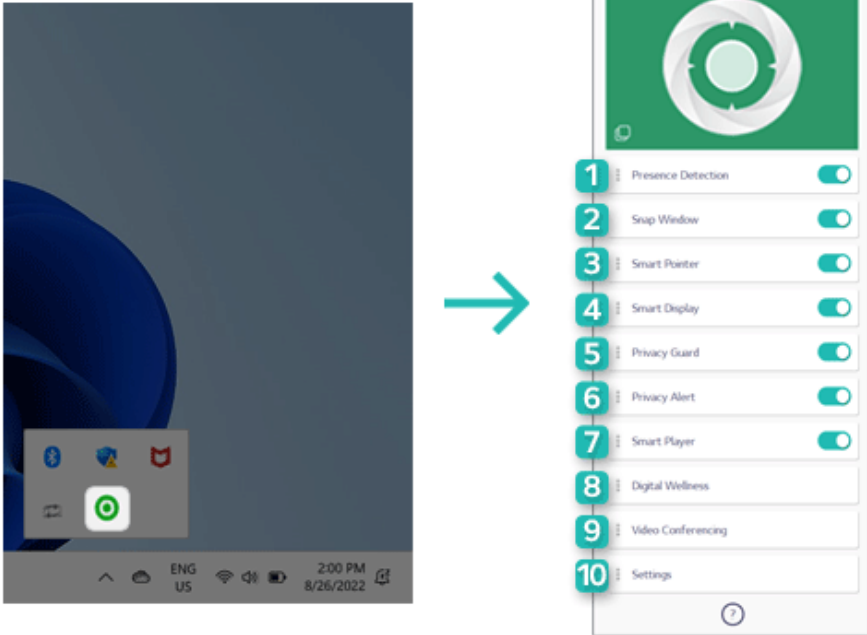 ENG
US
2:00 PM
8/26/2022
1 Presence Detection
2 Snap Window
3 Smart Pointer
4 Smart Display
5 Privacy Guard
6 Privacy Alert
7 Smart Player
8 Digital Wellness
9 Video Conferencing
10 Settings
?